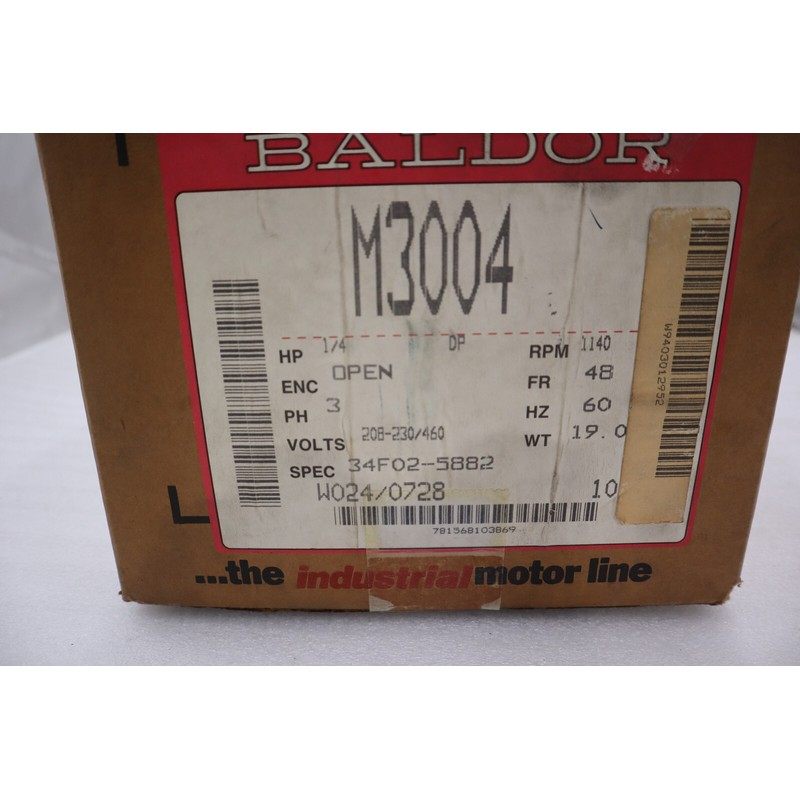 BALDOR
M3004
HP 1/4 DP RPM 1140
ENC OPEN FR 48
PH 3 HZ 60
VOLTS 208-230/460 WT 19.0
SPEC 34F02-5882
W024/0728 10
781568103869
W9403012952
...the industrial motor line
L